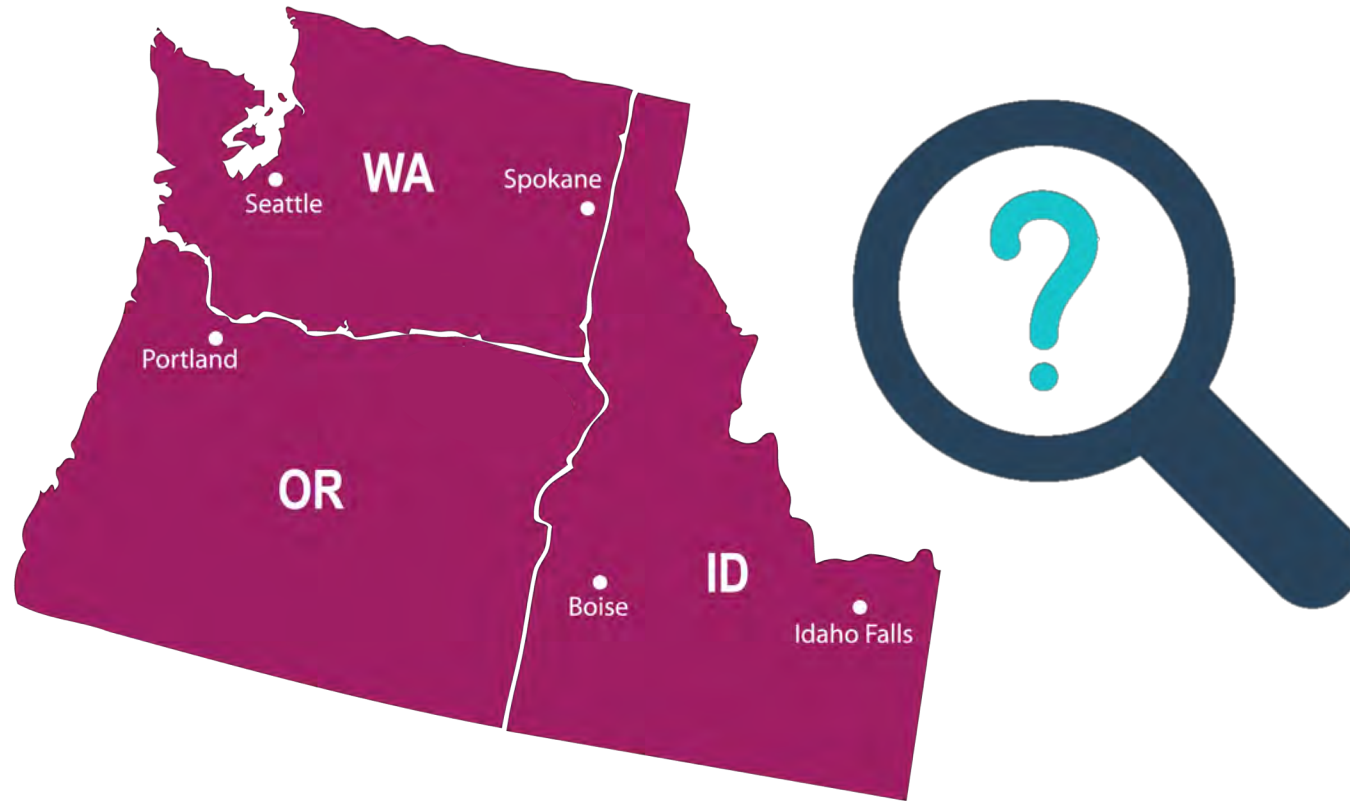 WA
Spokane
Seattle
Portland
OR
ID
Boise
Idaho Falls
?